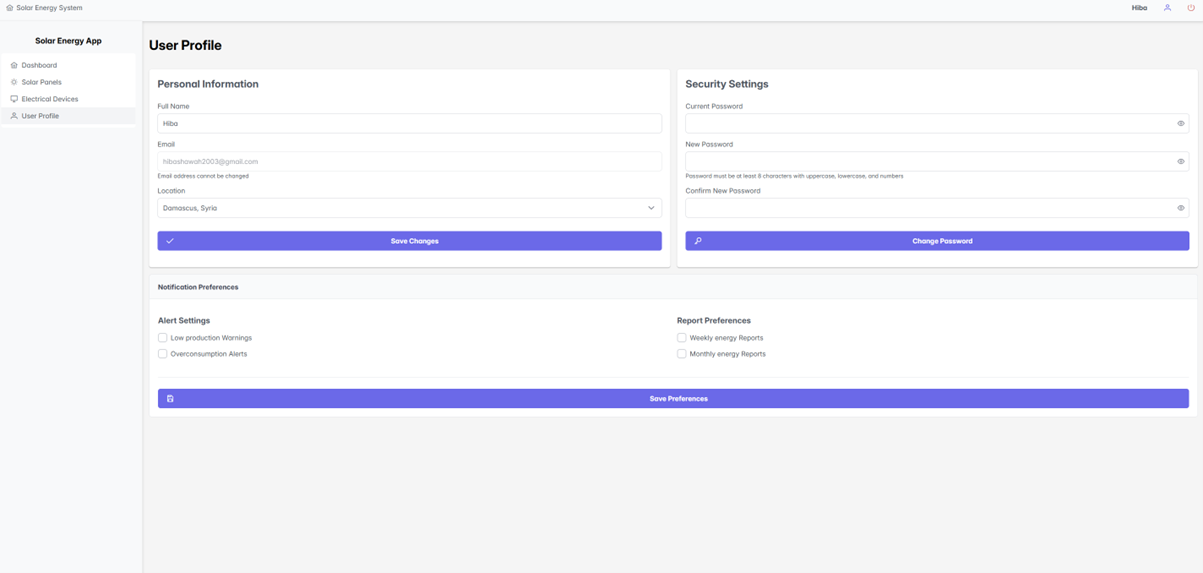 Solar Energy System
Hiba
Solar Energy App
Dashboard
Solar Panels
Electrical Devices
User Profile
User Profile
Personal Information
Full Name
Hiba
Email
hibashawah2003@gmail.com
Email address cannot be changed
Location
Damascus, Syria
Save Changes
Security Settings
Current Password
New Password
Password must be at least 8 characters with uppercase, lowercase, and numbers
Confirm New Password
Change Password
Notification Preferences
Alert Settings
Low production Warnings
Overconsumption Alerts
Report Preferences
Weekly energy Reports
Monthly energy Reports
Save Preferences